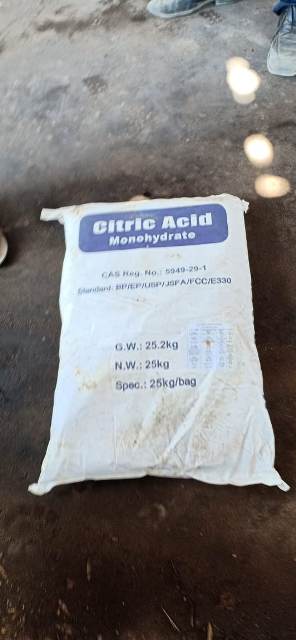 Citric Acid
Monohydrate
CAS Reg. No.: 5949-29-1
Standard: BP/EP/USP/JSFA/FCC/E330
G.W.: 25.2kg
N.W.: 25kg
Spec.: 25kg/bag